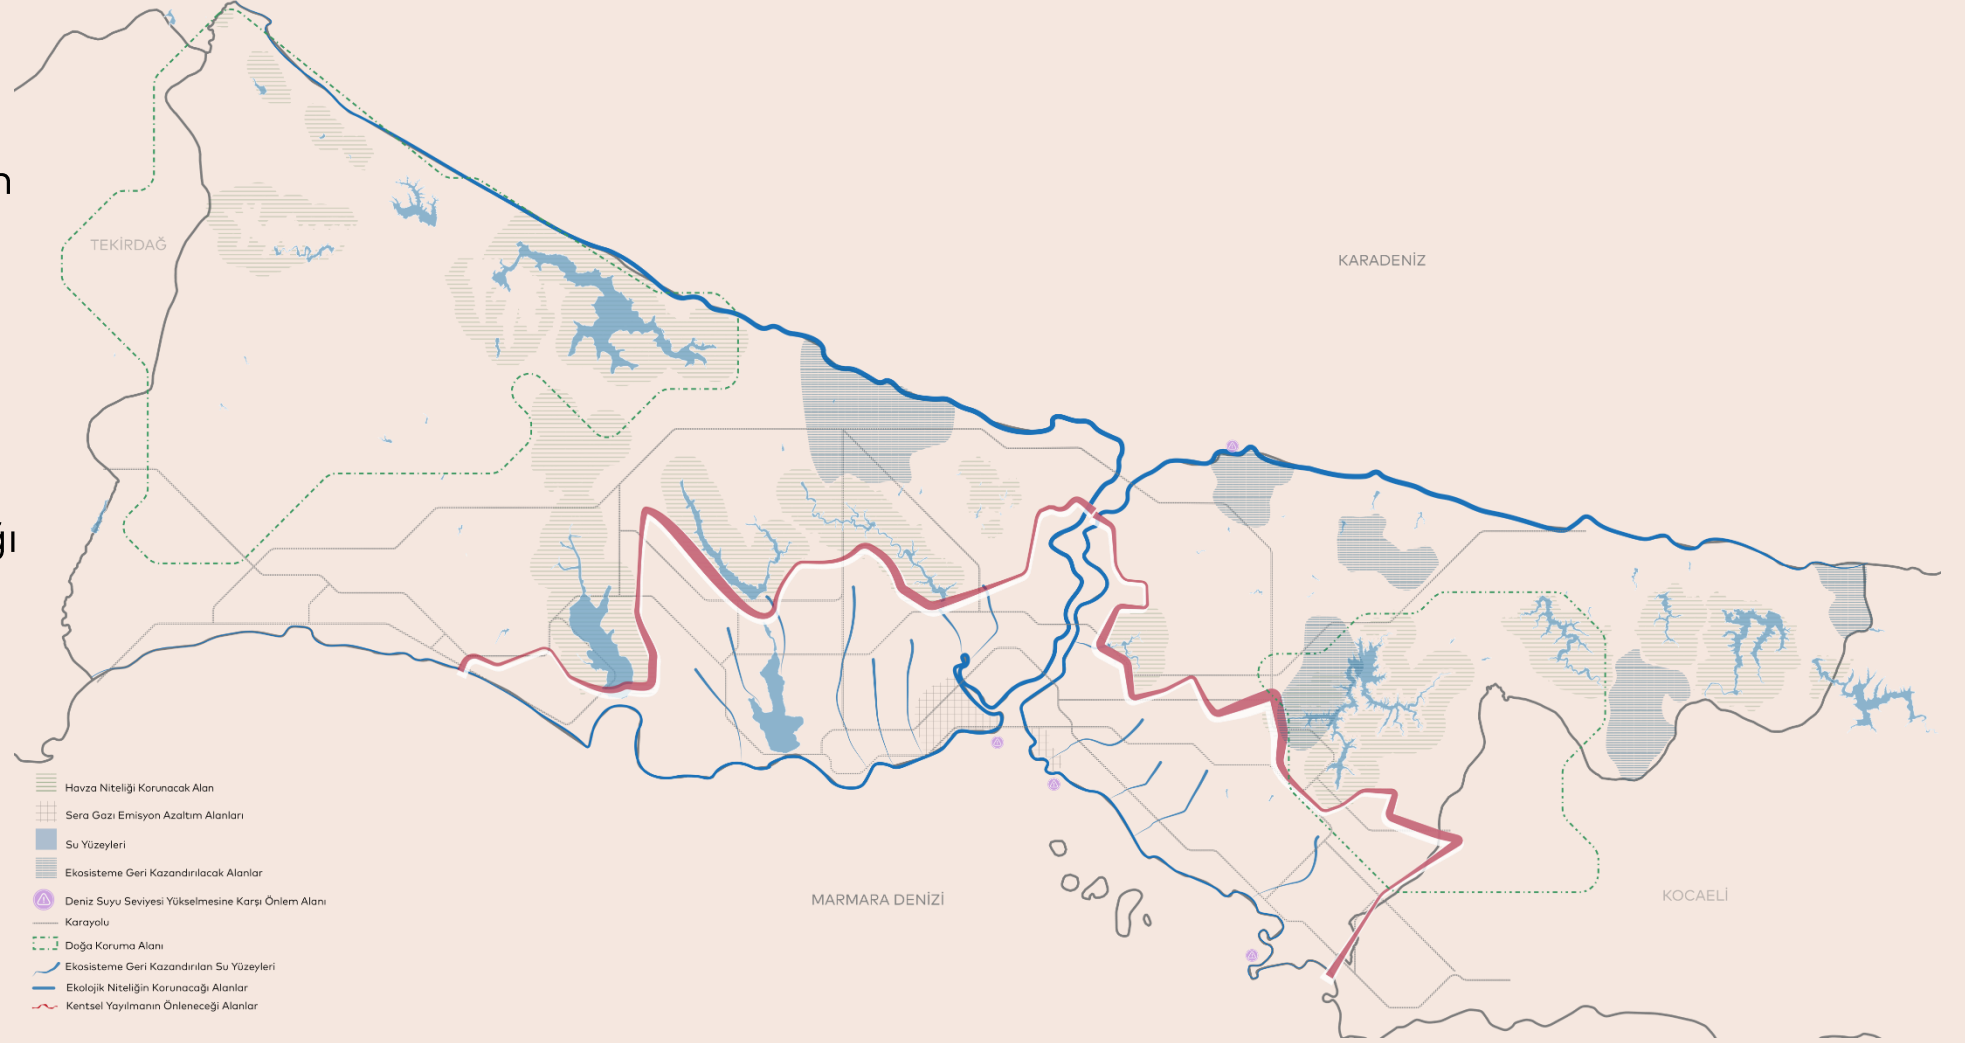 n
ğı
TEKİRDAĞ
KARADENİZ
MARMARA DENİZİ
KOCAELİ
Havza Niteliği Korunacak Alan
Sera Gazı Emisyon Azaltım Alanları
Su Yüzeyleri
Ekosisteme Geri Kazandırılacak Alanlar
Deniz Suyu Seviyesi Yükselmesine Karşı Önlem Alanı
Karayolu
Doğa Koruma Alanı
Ekosisteme Geri Kazandırılan Su Yüzeyleri
Ekolojik Niteliğin Korunacağı Alanlar
Kentsel Yayılmanın Önleneceği Alanlar